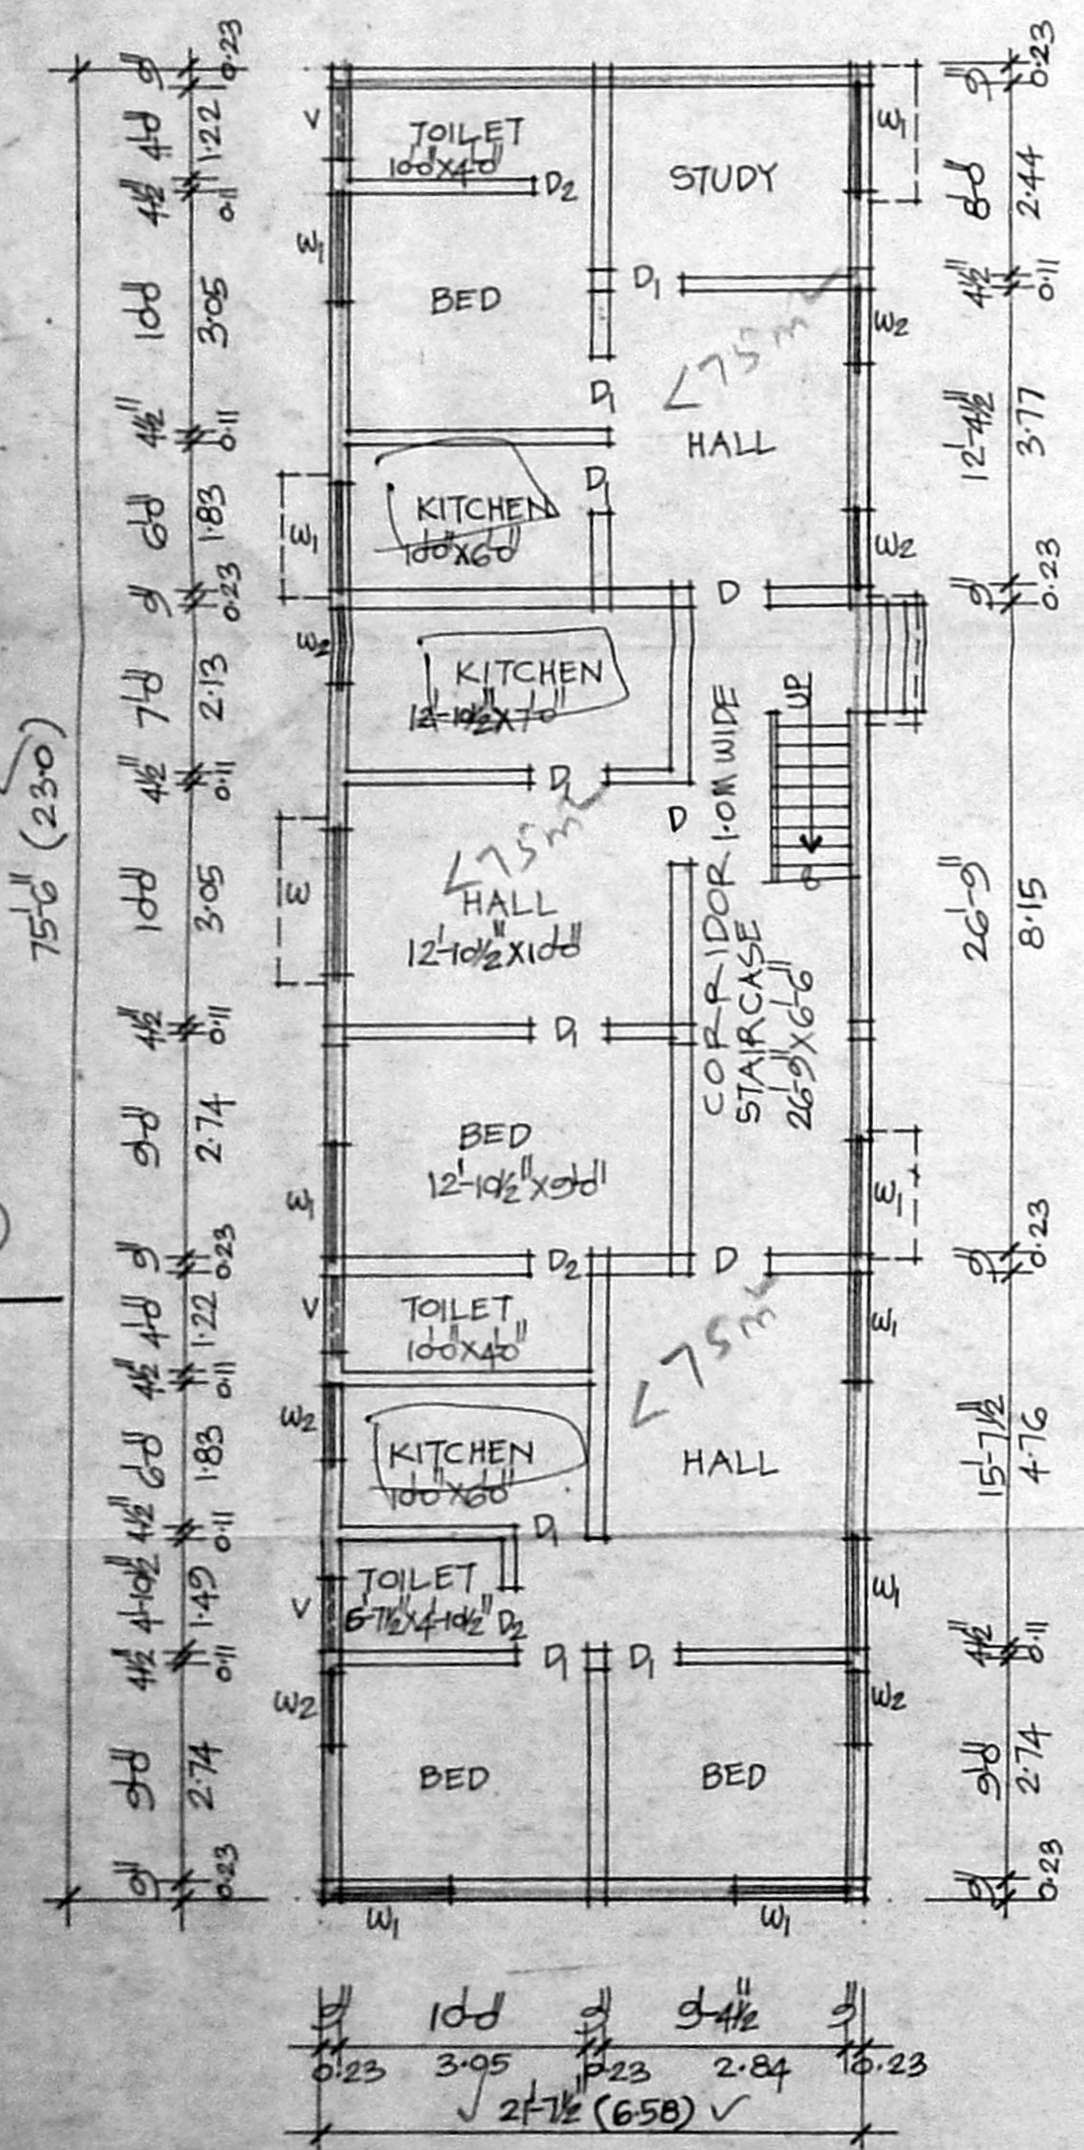 75'-6" (23.0)
9" 0.23
4'-0" 1.22
4½" 0.11
10'-0" 3.05
4½" 0.11
6'-0" 1.83
9" 0.23
7'-0" 2.13
4½" 0.11
10'-0" 3.05
4½" 0.11
9'-0" 2.74
9" 0.23
4'-0" 1.22
4½" 0.11
6'-0" 1.83
4½" 0.11
4'-10½" 1.49
4½" 0.11
9'-0" 2.74
9" 0.23
V
TOILET
10'-0"X4'-0"
D2
STUDY
W1
W1
BED
D1
W2
<75m²
D1
HALL
D1
KITCHEN
10'-0"X6'-0"
W1
W2
D
W2
KITCHEN
12'-10½"X7'-0"
D1
UP
D
<75m²
W
HALL
12'-10½"X10'-0"
CORRIDOR 1.0M WIDE
STAIRCASE
26'-9"X6'-6"
D1
BED
12'-10½"X9'-0"
W1
W1
D2
D
V
TOILET
10'-0"X4'-0"
<75m²
W1
W2
KITCHEN
10'-0"X6'-0"
HALL
D1
V
TOILET
6'-7½"X4'-10½"
D2
W1
D1
D1
W2
W2
BED
BED
W1
W1
9" 0.23
8'-0" 2.44
4½" 0.11
12'-4½" 3.77
9" 0.23
26'-9" 8.15
9" 0.23
15'-7½" 4.76
4½" 0.11
9'-0" 2.74
9" 0.23
9" 10'-0" 9" 9'-4½" 9"
0.23 3.05 0.23 2.84 0.23
21'-7½" (6.58)